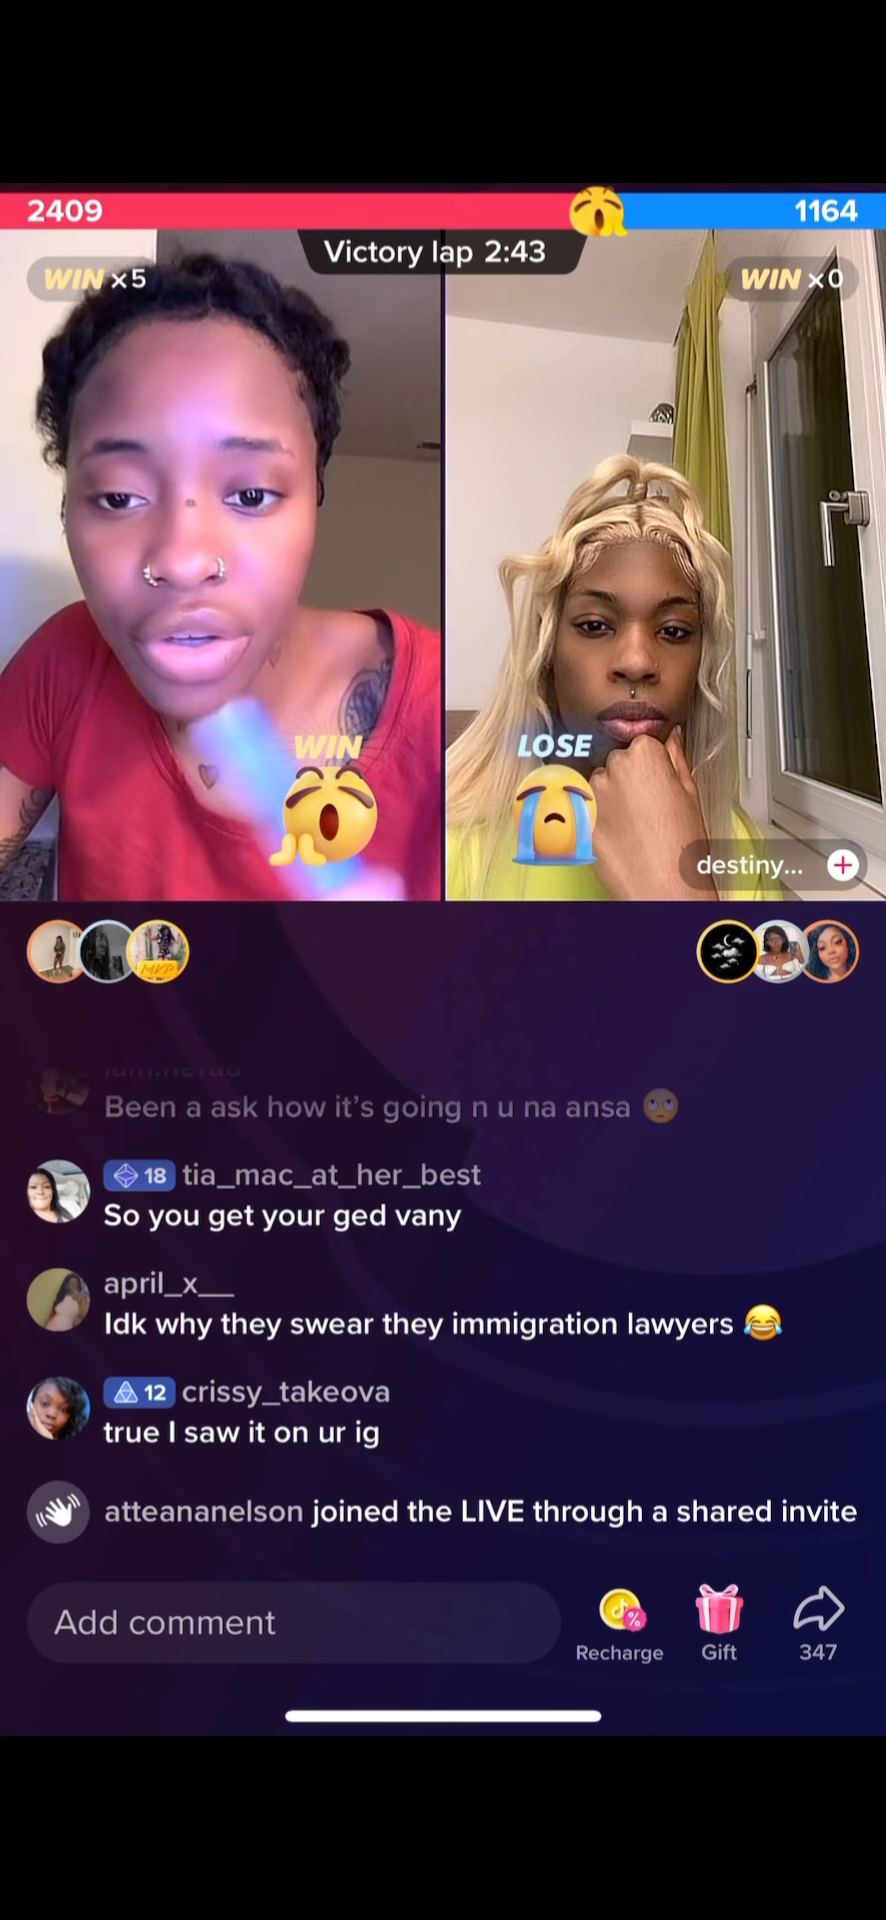 2409
1164
Victory lap 2:43
WIN x5
WIN x0
WIN
LOSE
destiny...
MVP
Been a ask how it's going n u na ansa 🙄
18 tia_mac_at_her_best
So you get your ged vany
april_x__
Idk why they swear they immigration lawyers 😂
12 crissy_takeova
true I saw it on ur ig
atteananelson joined the LIVE through a shared invite
Add comment
Recharge
Gift
347